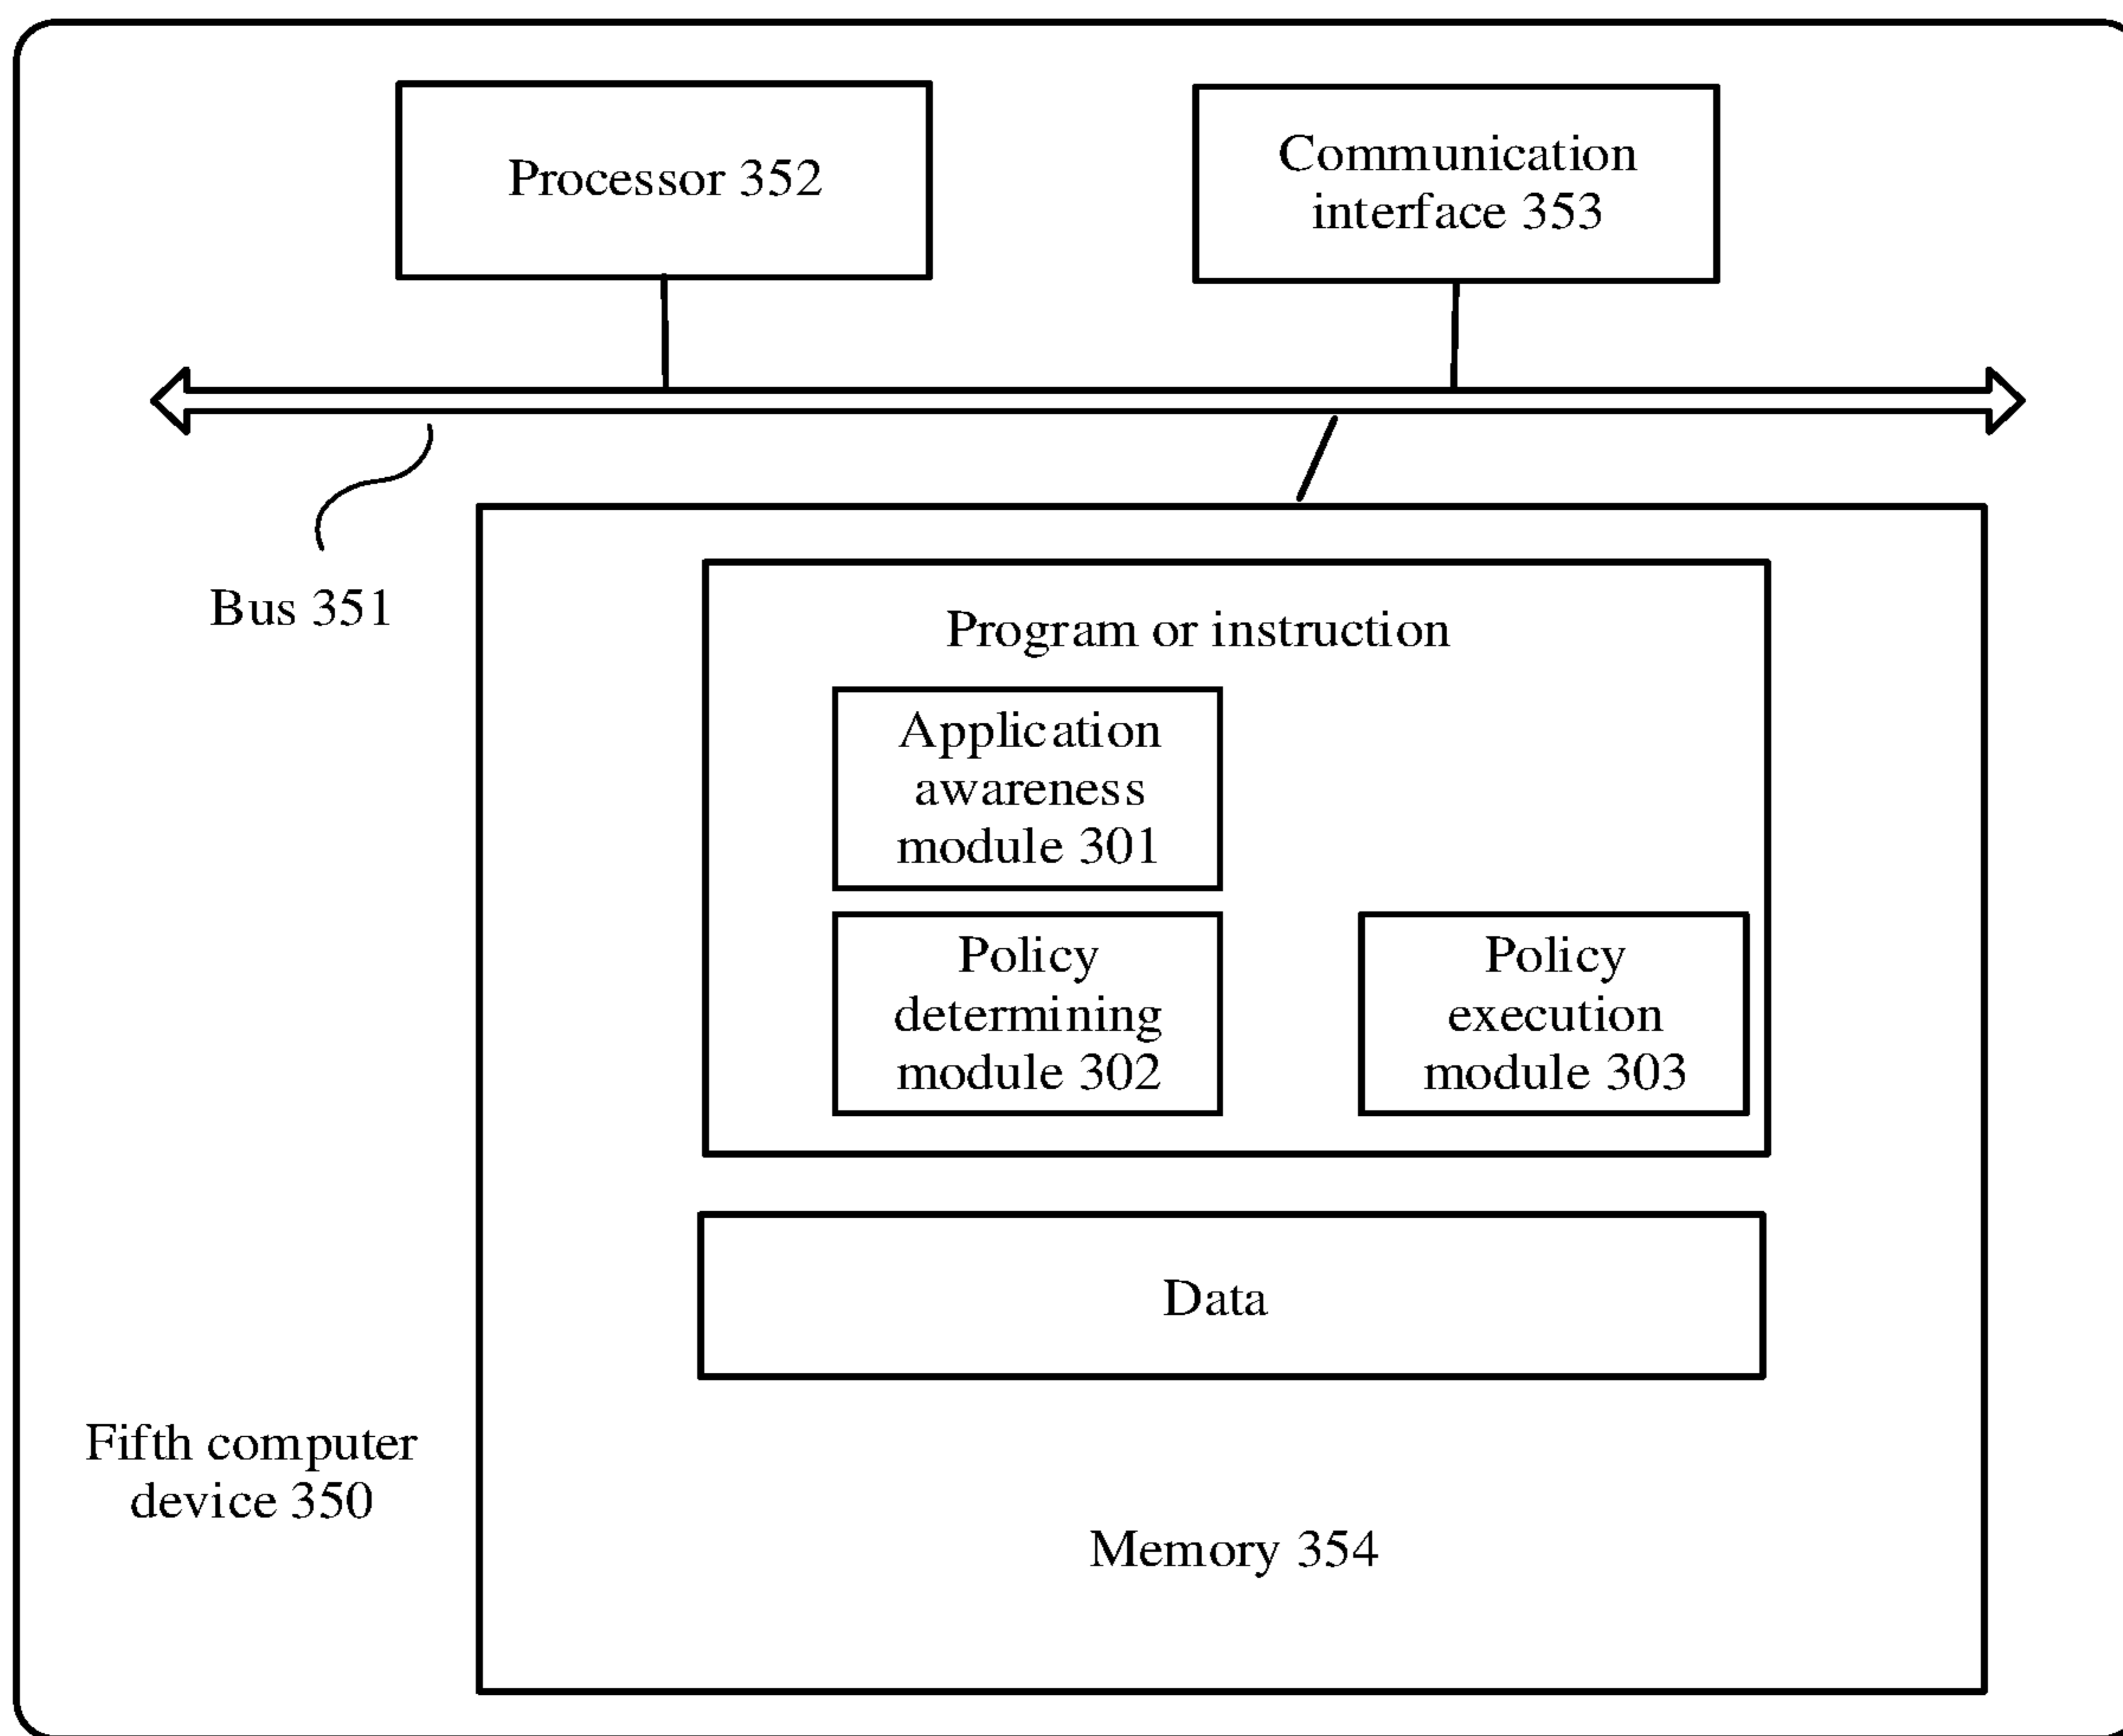 Processor 352
Communication
interface 353
Bus 351
Program or instruction
Application
awareness
module 301
Policy
determining
module 302
Policy
execution
module 303
Data
Fifth computer
device 350
Memory 354